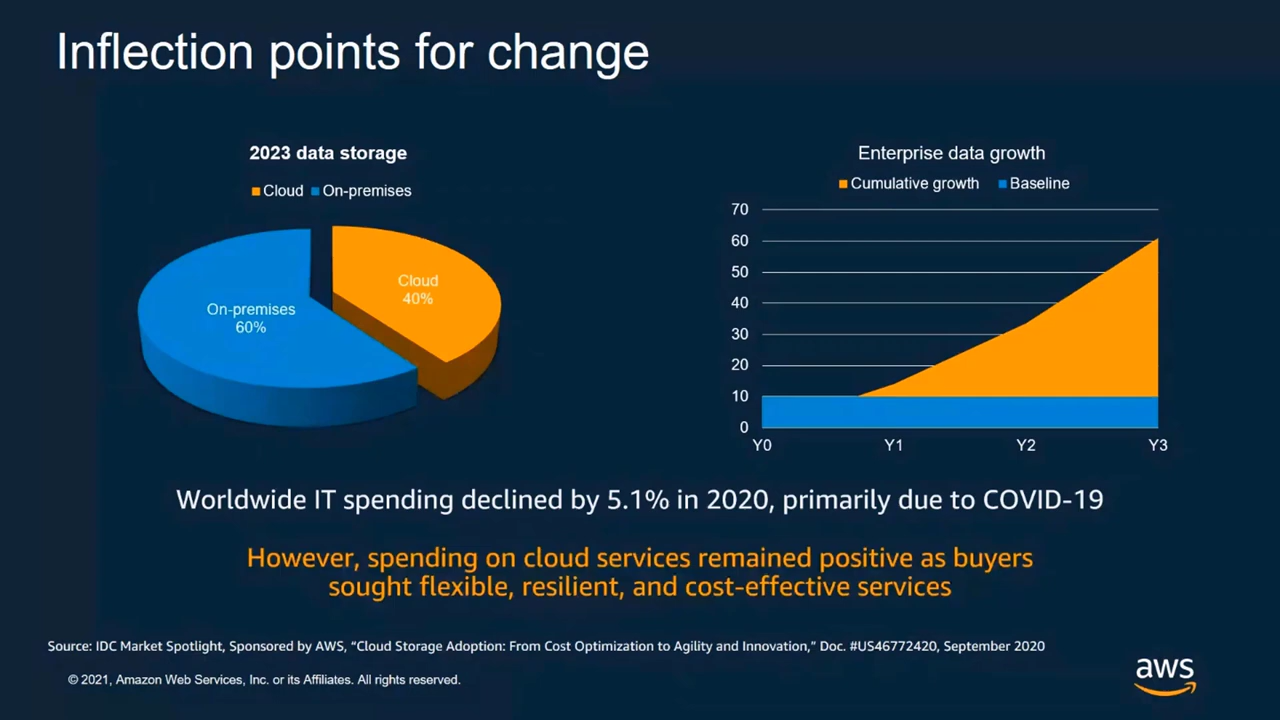 Inflection points for change
2023 data storage
Cloud On-premises
Cloud
40%
On-premises
60%
Enterprise data growth
Cumulative growth Baseline
70
60
50
40
30
20
10
0
Y0 Y1 Y2 Y3
Worldwide IT spending declined by 5.1% in 2020, primarily due to COVID-19
However, spending on cloud services remained positive as buyers
sought flexible, resilient, and cost-effective services
Source: IDC Market Spotlight, Sponsored by AWS, “Cloud Storage Adoption: From Cost Optimization to Agility and Innovation,” Doc. #US46772420, September 2020
© 2021, Amazon Web Services, Inc. or its Affiliates. All rights reserved.
aws